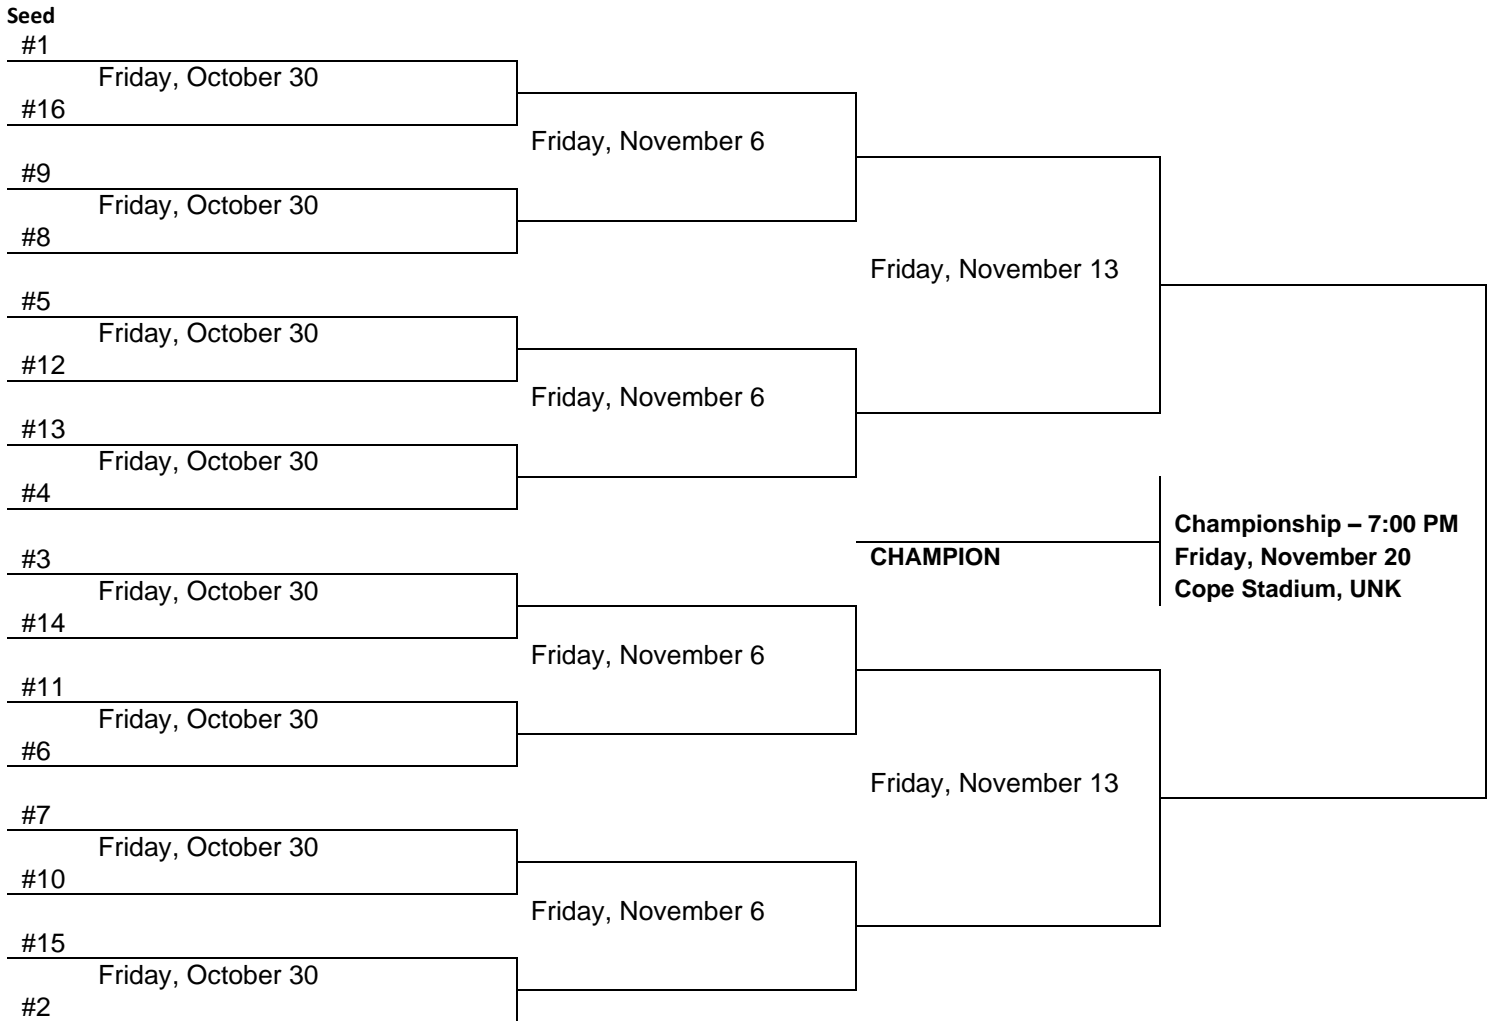 Seed
#1
Friday, October 30
#16
Friday, November 6
#9
Friday, October 30
#8
Friday, November 13
#5
Friday, October 30
#12
Friday, November 6
#13
Friday, October 30
#4
Championship – 7:00 PM
CHAMPION
Friday, November 20
Cope Stadium, UNK
#3
Friday, October 30
#14
Friday, November 6
#11
Friday, October 30
#6
Friday, November 13
#7
Friday, October 30
#10
Friday, November 6
#15
Friday, October 30
#2